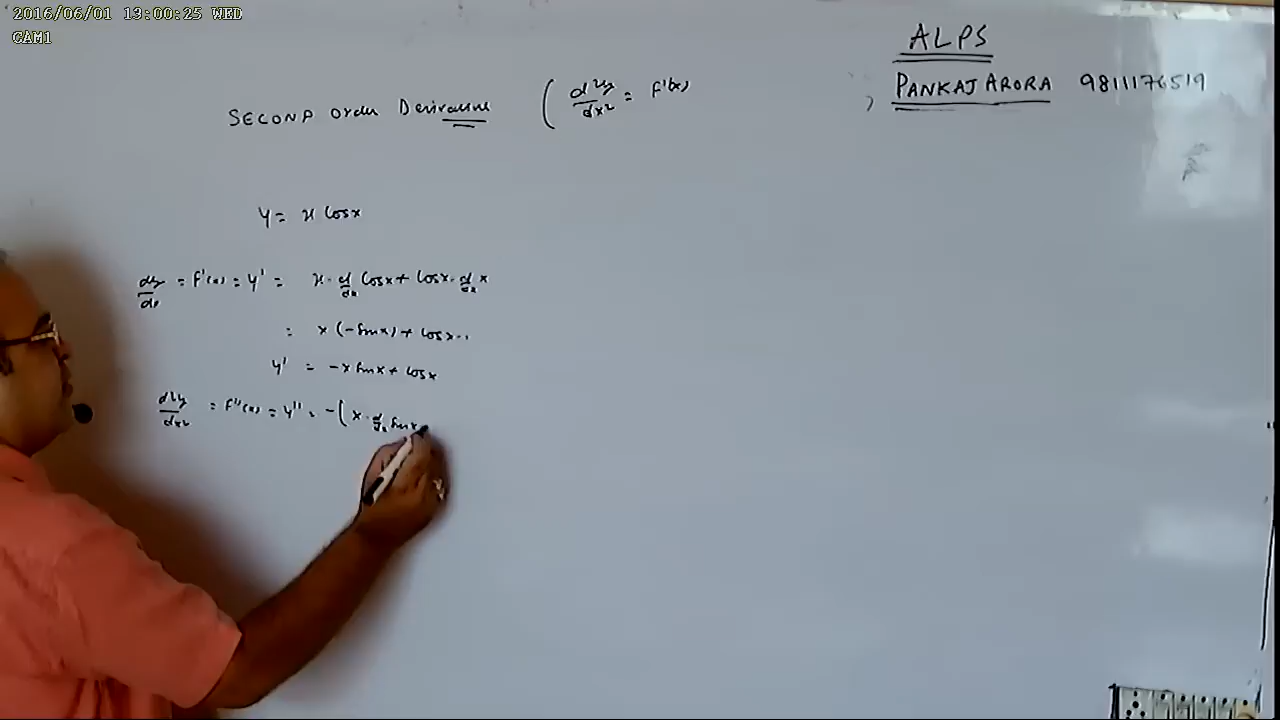 2016/06/01 13:00:25 WED
CAM1
ALPS
PANKAJ ARORA 9811176519
SECOND Order Derivative ( d²y/dx² = f'(x)
y = x Cosx
dy/dx = f'(x) = y' = x · d/dx Cosx + Cosx · d/dx x
= x (-Sinx) + Cosx · 1
y' = -x Sinx + Cosx
d²y/dx² = f''(x) = y'' = -( x · d/dx Sinx